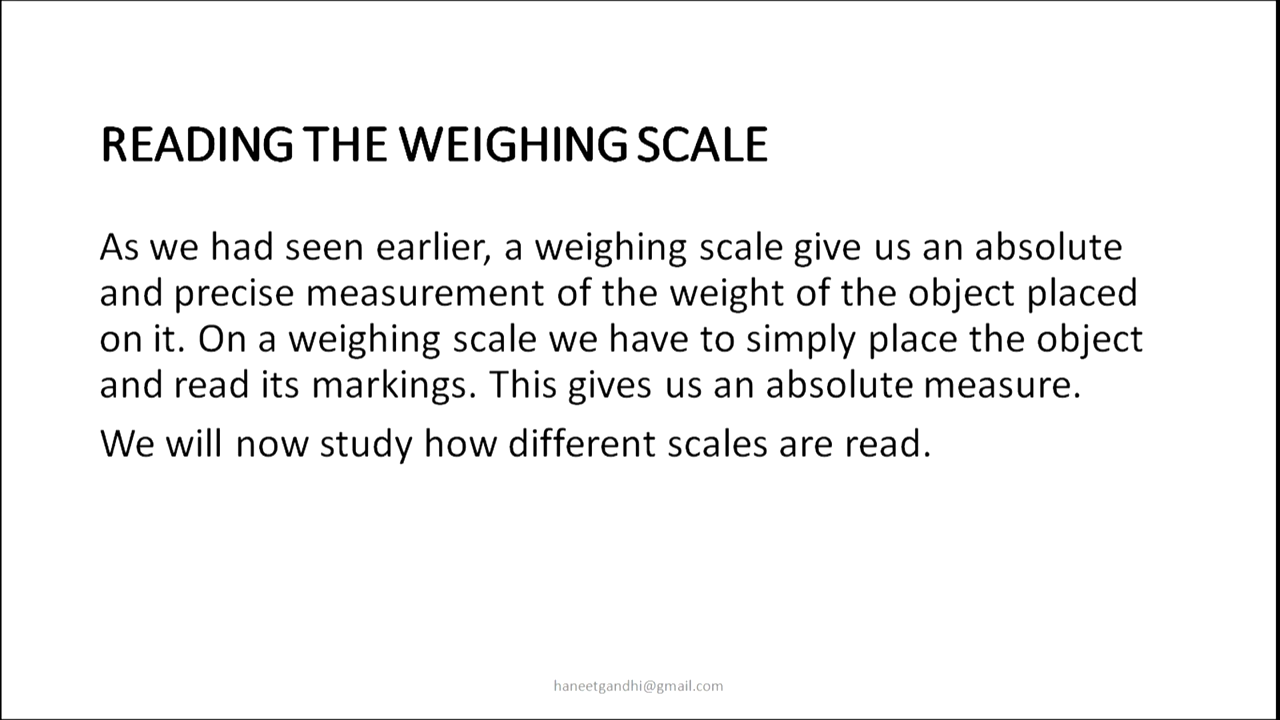 READING THE WEIGHING SCALE
As we had seen earlier, a weighing scale give us an absolute
and precise measurement of the weight of the object placed
on it. On a weighing scale we have to simply place the object
and read its markings. This gives us an absolute measure.
We will now study how different scales are read.
haneetgandhi@gmail.com